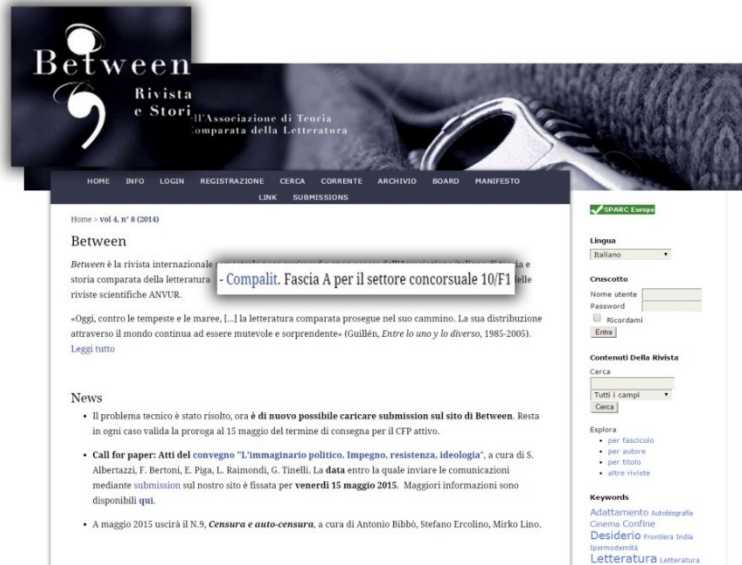 Between
Rivista
e Stori
ll'Associazione di Teoria
omparata della Letteratura
HOME INFO LOGIN REGISTRAZIONE CERCA CORRENTE ARCHIVIO BOARD MANIFESTO
LINK SUBMISSIONS
Home > vol 4, n° 8 (2014)
Between
Between è la rivista internazionale
storia comparata della letteratura
- Compalit. Fascia A per il settore concorsuale 10/F1
riviste scientifiche ANVUR.
«Oggi, contro le tempeste e le maree, [...] la letteratura comparata prosegue nel suo cammino. La sua distribuzione
attraverso il mondo continua ad essere mutevole e sorprendente» (Guillén, Entre lo uno y lo diverso, 1985-2005).
Leggi tutto
News
• Il problema tecnico è stato risolto, ora è di nuovo possibile caricare submission sul sito di Between. Resta
in ogni caso valida la proroga al 15 maggio del termine di consegna per il CFP attivo.
• Call for paper: Atti del convegno "L'immaginario politico. Impegno, resistenza, ideologia", a cura di S.
Albertazzi, F. Bertoni, E. Piga, L. Raimondi, G. Tinelli. La data entro la quale inviare le comunicazioni
mediante submission sul nostro sito è fissata per venerdì 15 maggio 2015. Maggiori informazioni sono
disponibili qui.
• A maggio 2015 uscirà il N.9, Censura e auto-censura, a cura di Antonio Bibbò, Stefano Ercolino, Mirko Lino.
SPARC Europe
Lingua
Italiano
Cruscotto
Nome utente
Password
Ricordami
Entra
Contenuti Della Rivista
Cerca
Tutti i campi
Cerca
Esplora
• per fascicolo
• per autore
• per titolo
• altre riviste
Keywords
Adattamento Autobiografia
Cinema Confine
Desiderio Frontiera India
Ipermodernità
Letteratura Letteratura